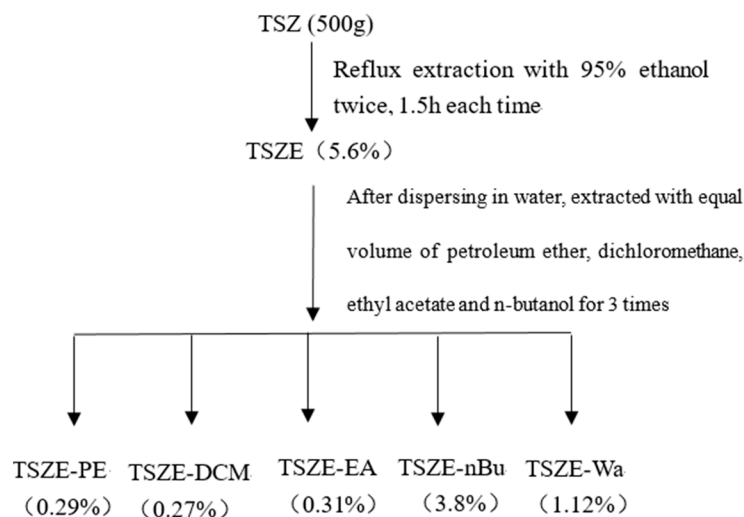 TSZ (500g)
Reflux extraction with 95% ethanol
twice, 1.5h each time
TSZE（5.6%）
After dispersing in water, extracted with equal
volume of petroleum ether, dichloromethane,
ethyl acetate and n-butanol for 3 times
TSZE-PE TSZE-DCM TSZE-EA TSZE-nBu TSZE-Wa
（0.29%） （0.27%） （0.31%） （3.8%） （1.12%）